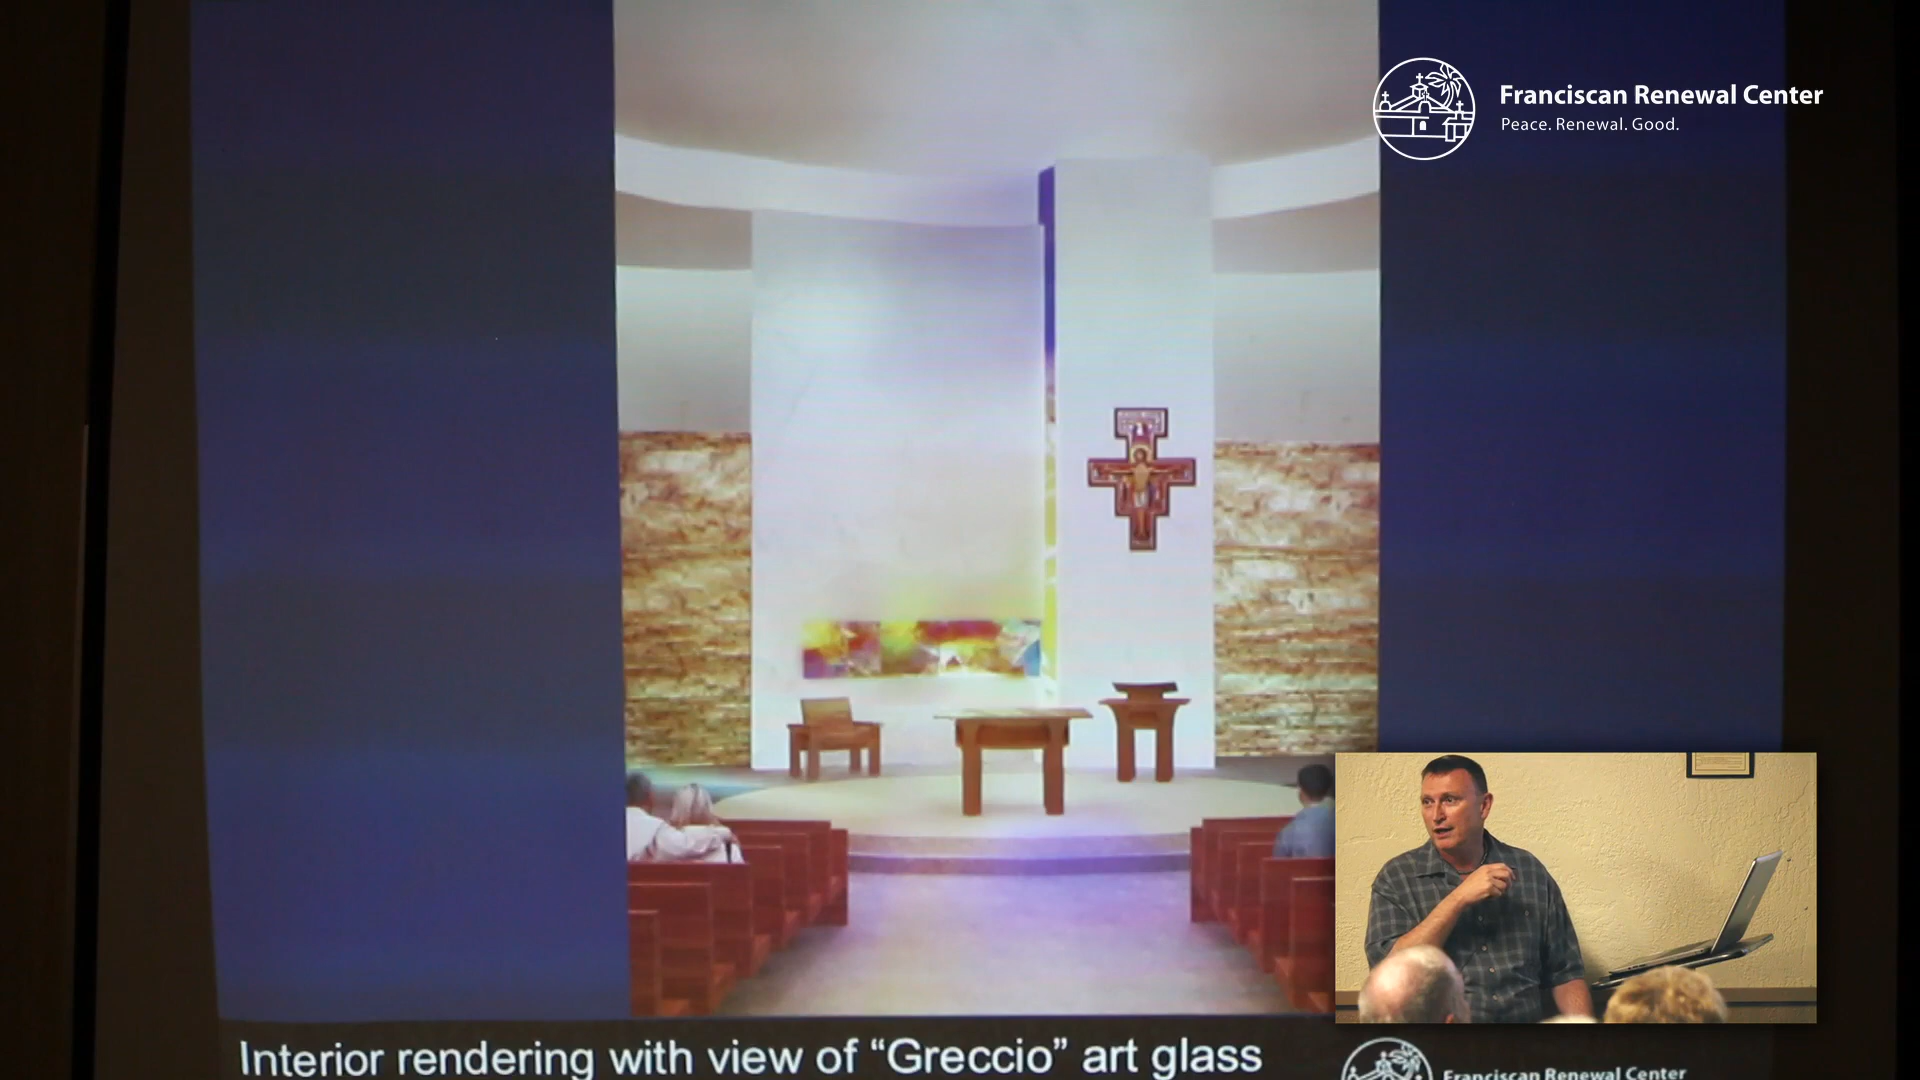 Franciscan Renewal Center
Peace. Renewal. Good.
Interior rendering with view of “Greccio” art glass
Franciscan Renewal Center